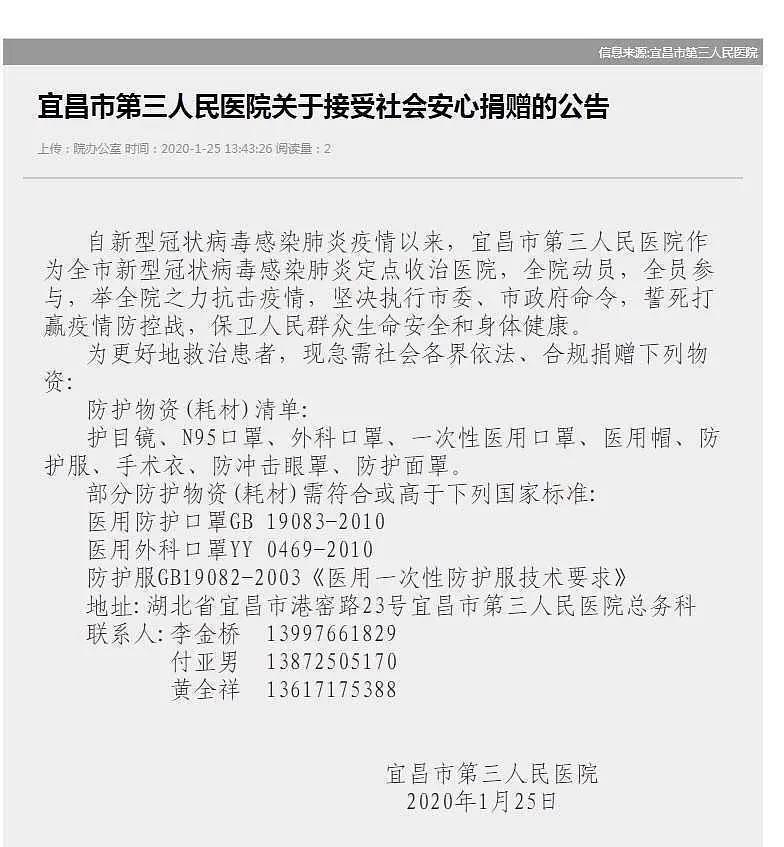 信息来源:宜昌市第三人民医院
宜昌市第三人民医院关于接受社会安心捐赠的公告
上传：院办公室 时间：2020-1-25 13:43:26 阅读量：2
自新型冠状病毒感染肺炎疫情以来，宜昌市第三人民医院作
为全市新型冠状病毒感染肺炎定点收治医院，全院动员，全员参
与，举全院之力抗击疫情，坚决执行市委、市政府命令，誓死打
赢疫情防控战，保卫人民群众生命安全和身体健康。
为更好地救治患者，现急需社会各界依法、合规捐赠下列物
资:
防护物资(耗材)清单:
护目镜、N95口罩、外科口罩、一次性医用口罩、医用帽、防
护服、手术衣、防冲击眼罩、防护面罩。
部分防护物资(耗材)需符合或高于下列国家标准:
医用防护口罩GB 19083-2010
医用外科口罩YY 0469-2010
防护服GB19082-2003《医用一次性防护服技术要求》
地址:湖北省宜昌市港窑路23号宜昌市第三人民医院总务科
联系人:李金桥 13997661829
付亚男 13872505170
黄全祥 13617175388
宜昌市第三人民医院
2020年1月25日